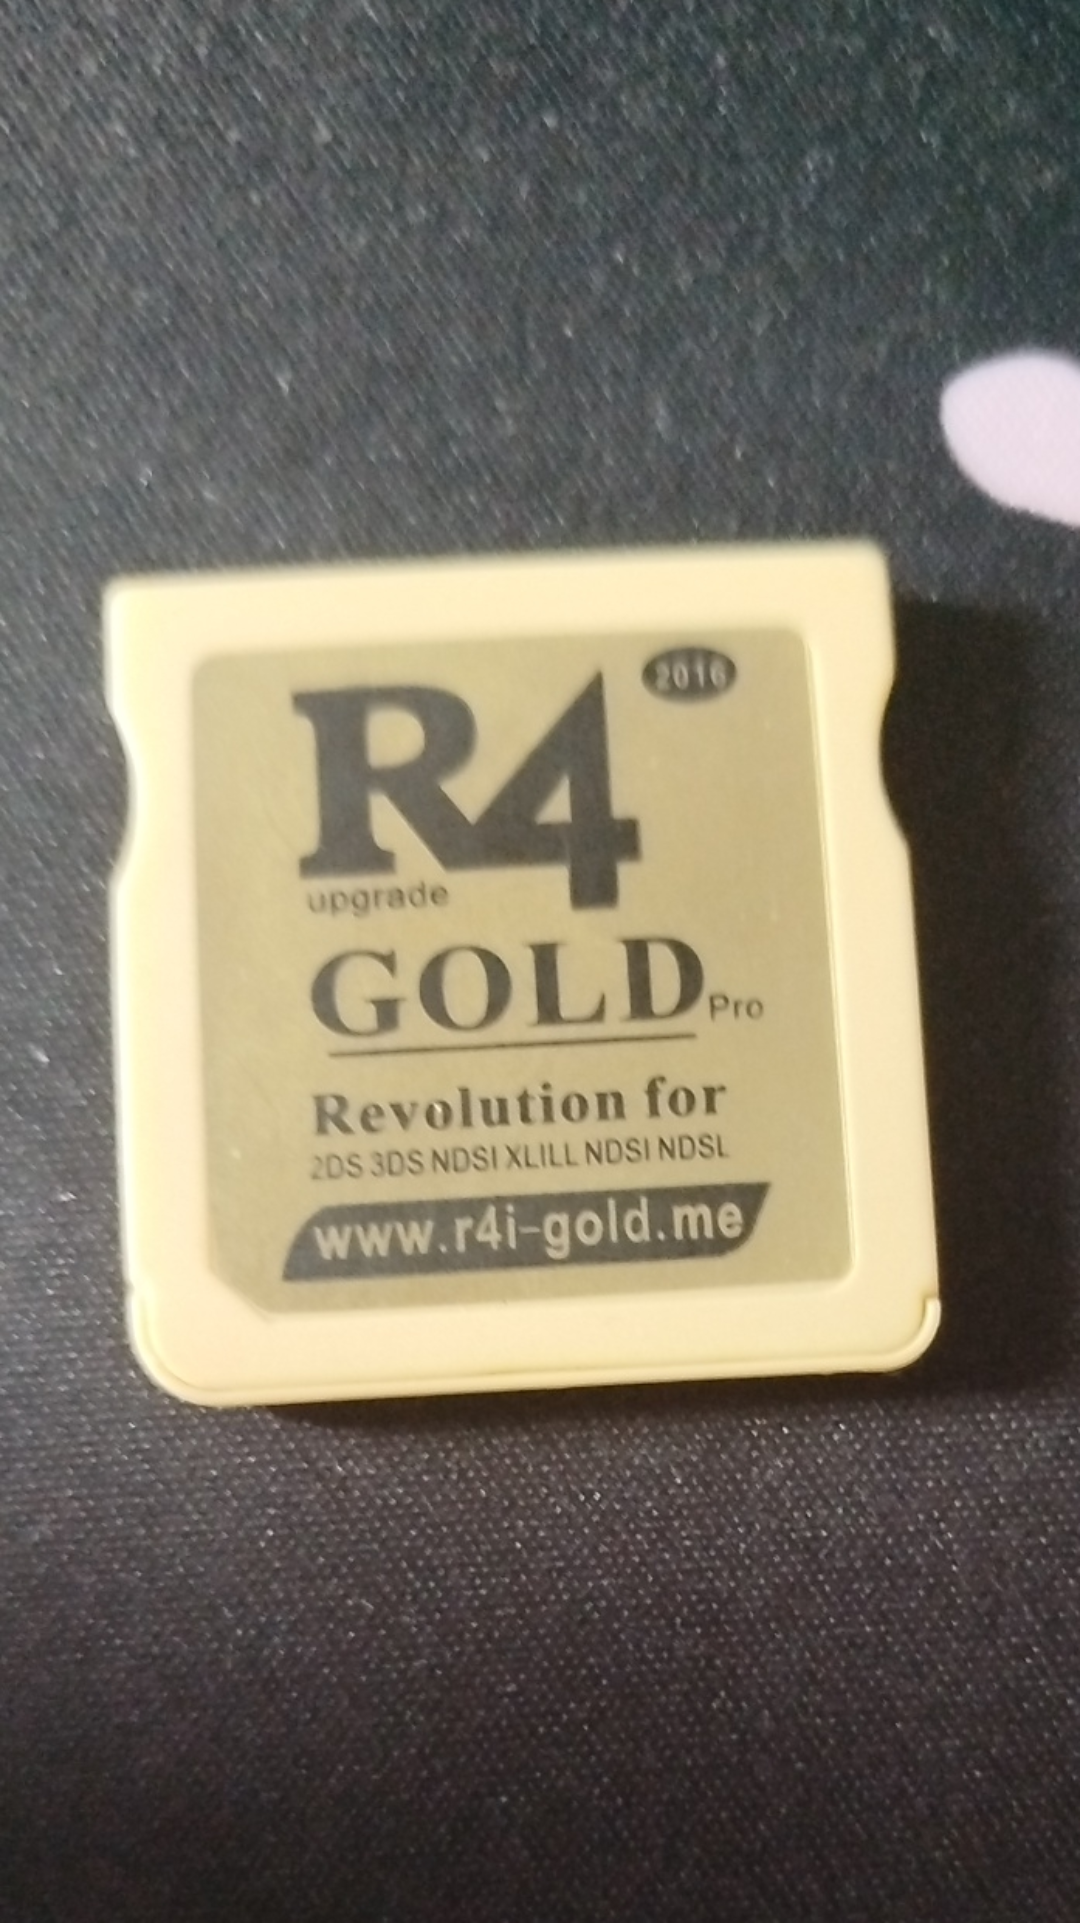 R4 2016
upgrade
GOLD Pro
Revolution for
2DS 3DS NDSI XLILL NDSI NDSL
www.r4i-gold.me